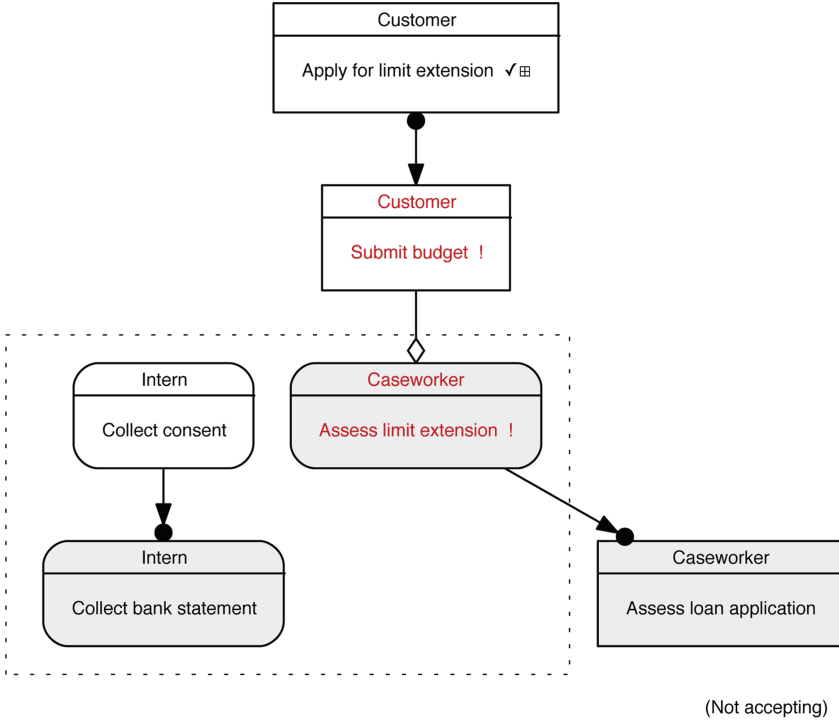 Customer
Apply for limit extension ✓⊞
Customer
Submit budget !
Intern
Collect consent
Caseworker
Assess limit extension !
Intern
Collect bank statement
Caseworker
Assess loan application
(Not accepting)